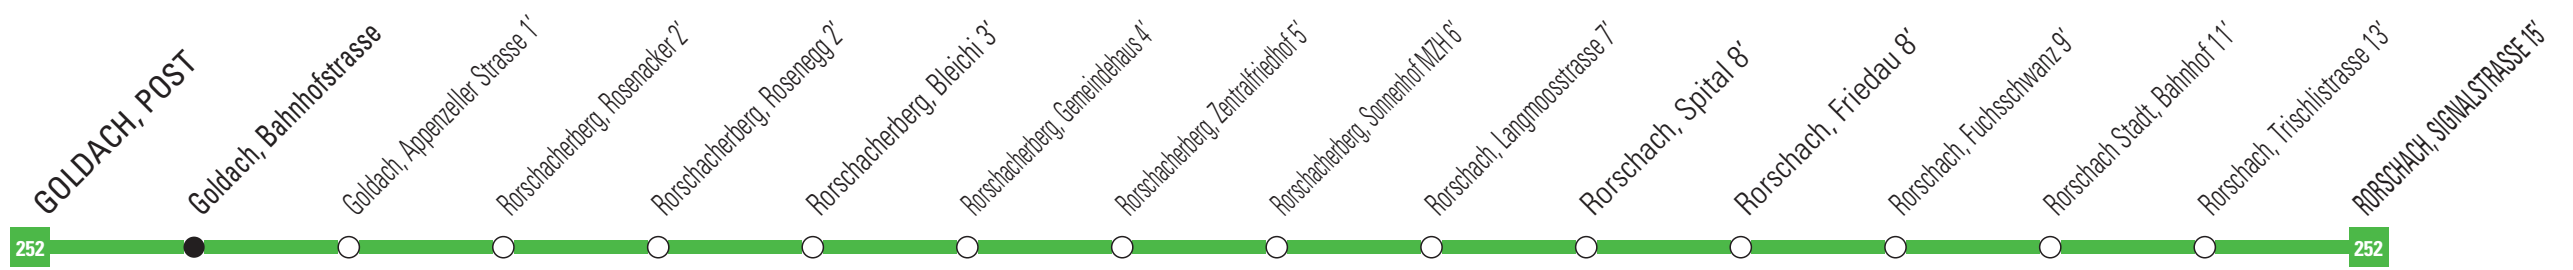 GOLDACH, POST
Goldach, Bahnhofstrasse
Goldach, Appenzeller Strasse 1'
Rorschacherberg, Rosenacker 2'
Rorschacherberg, Rosenegg 2'
Rorschacherberg, Bleichi 3'
Rorschacherberg, Gemeindehaus 4'
Rorschacherberg, Zentralfriedhof 5'
Rorschacherberg, Sonnenhof MZH 6'
Rorschach, Langmoosstrasse 7'
Rorschach, Spital 8'
Rorschach, Friedau 8'
Rorschach, Fuchsschwanz 9'
Rorschach Stadt, Bahnhof 11'
Rorschach, Trischlistrasse 13'
RORSCHACH, SIGNALSTRASSE 15'
252
252